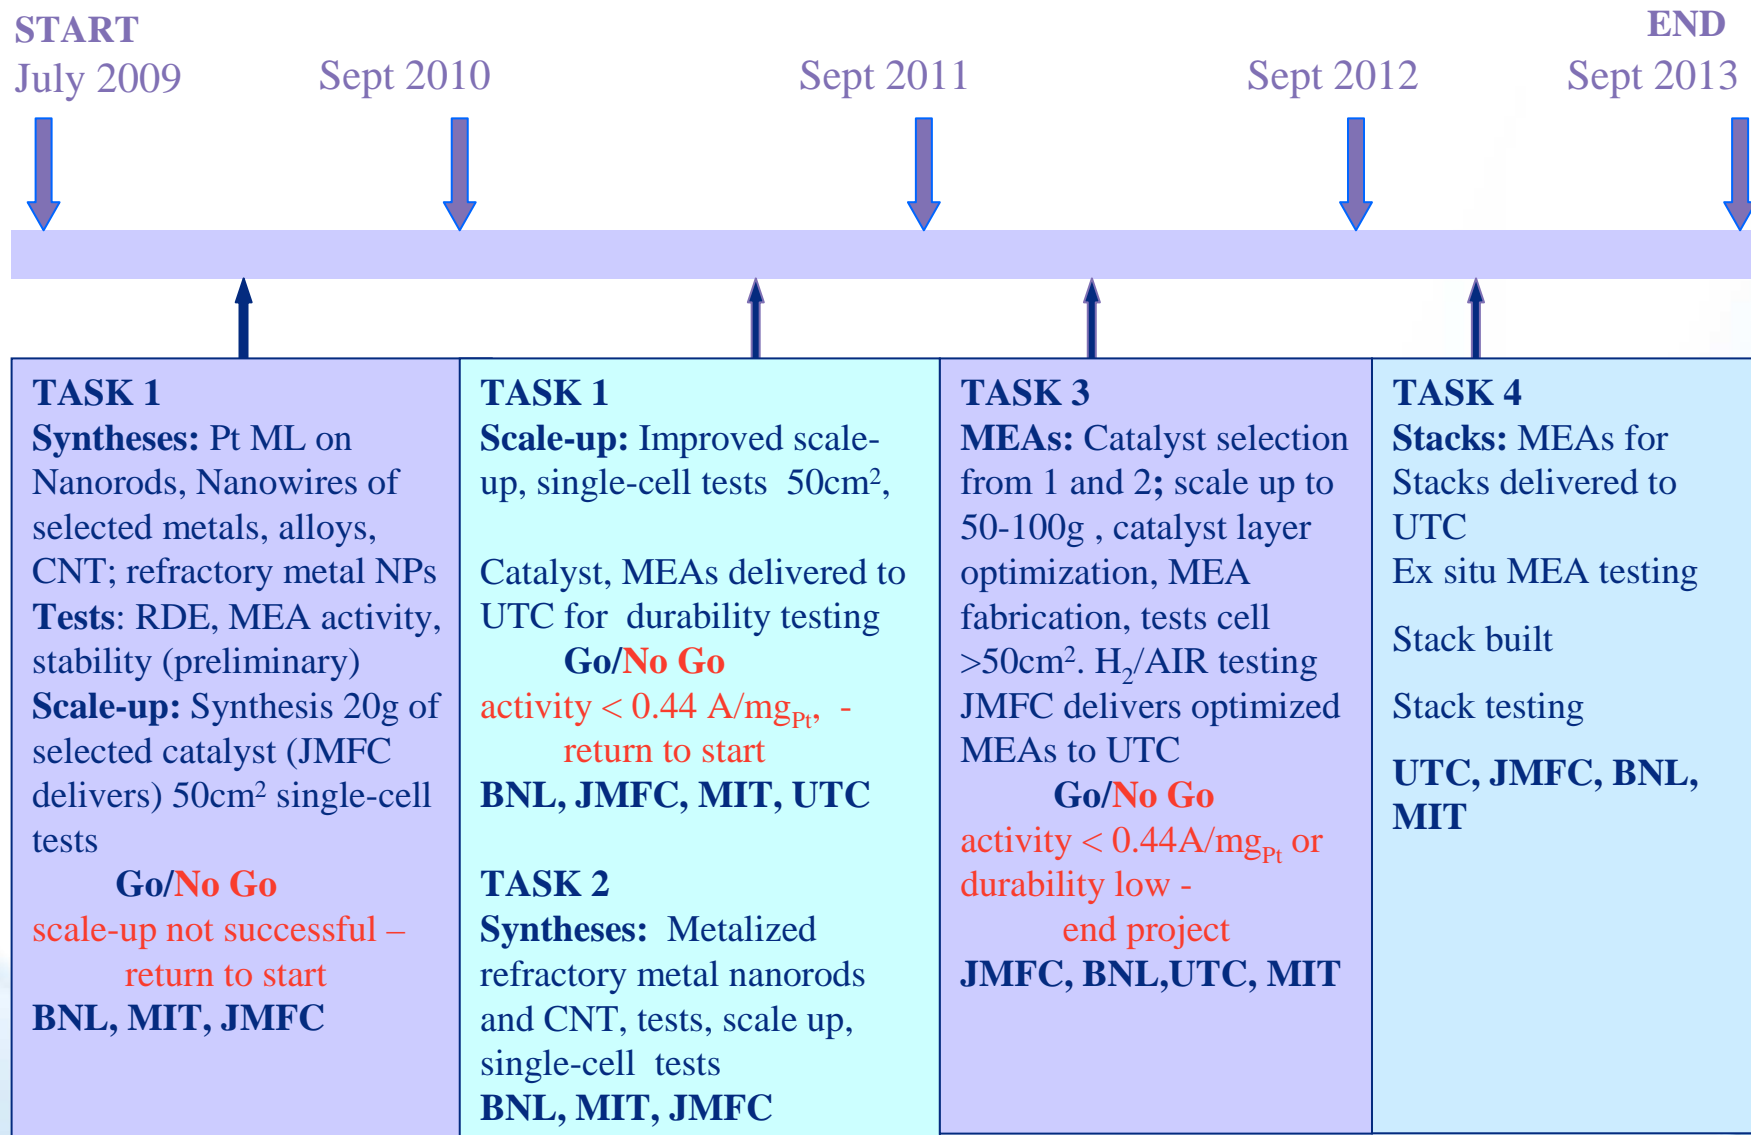 START
July 2009
Sept 2010
Sept 2011
Sept 2012
END
Sept 2013
TASK 1
Syntheses: Pt ML on
Nanorods, Nanowires of
selected metals, alloys,
CNT; refractory metal NPs
Tests: RDE, MEA activity,
stability (preliminary)
Scale-up: Synthesis 20g of
selected catalyst (JMFC
delivers) 50cm² single-cell
tests
Go/No Go
scale-up not successful –
return to start
BNL, MIT, JMFC
TASK 1
Scale-up: Improved scale-
up, single-cell tests 50cm²,
Catalyst, MEAs delivered to
UTC for durability testing
Go/No Go
activity < 0.44 A/mgPt, -
return to start
BNL, JMFC, MIT, UTC
TASK 2
Syntheses: Metalized
refractory metal nanorods
and CNT, tests, scale up,
single-cell tests
BNL, MIT, JMFC
TASK 3
MEAs: Catalyst selection
from 1 and 2; scale up to
50-100g , catalyst layer
optimization, MEA
fabrication, tests cell
>50cm². H₂/AIR testing
JMFC delivers optimized
MEAs to UTC
Go/No Go
activity < 0.44A/mgPt or
durability low -
end project
JMFC, BNL,UTC, MIT
TASK 4
Stacks: MEAs for
Stacks delivered to
UTC
Ex situ MEA testing
Stack built
Stack testing
UTC, JMFC, BNL,
MIT